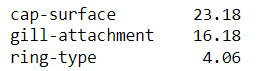 cap-surface 23.18
gill-attachment 16.18
ring-type 4.06